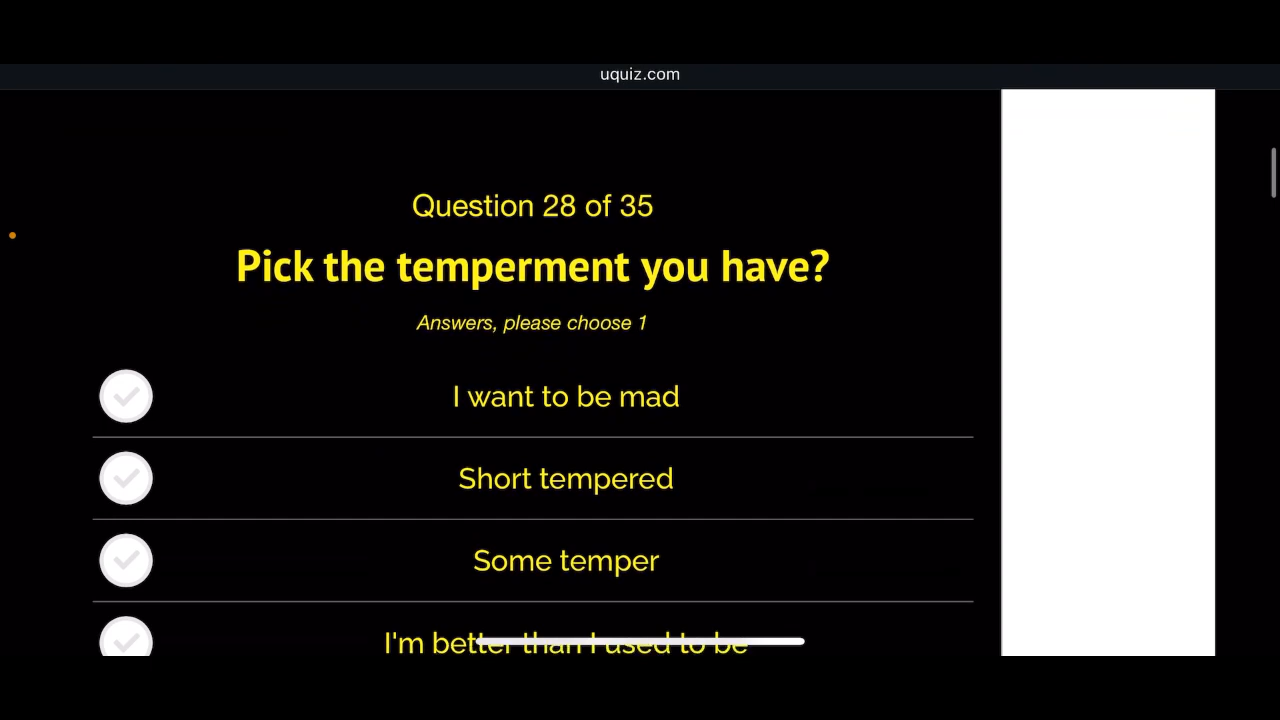 uquiz.com
Question 28 of 35
Pick the temperment you have?
Answers, please choose 1
I want to be mad
Short tempered
Some temper
I'm better than I used to be